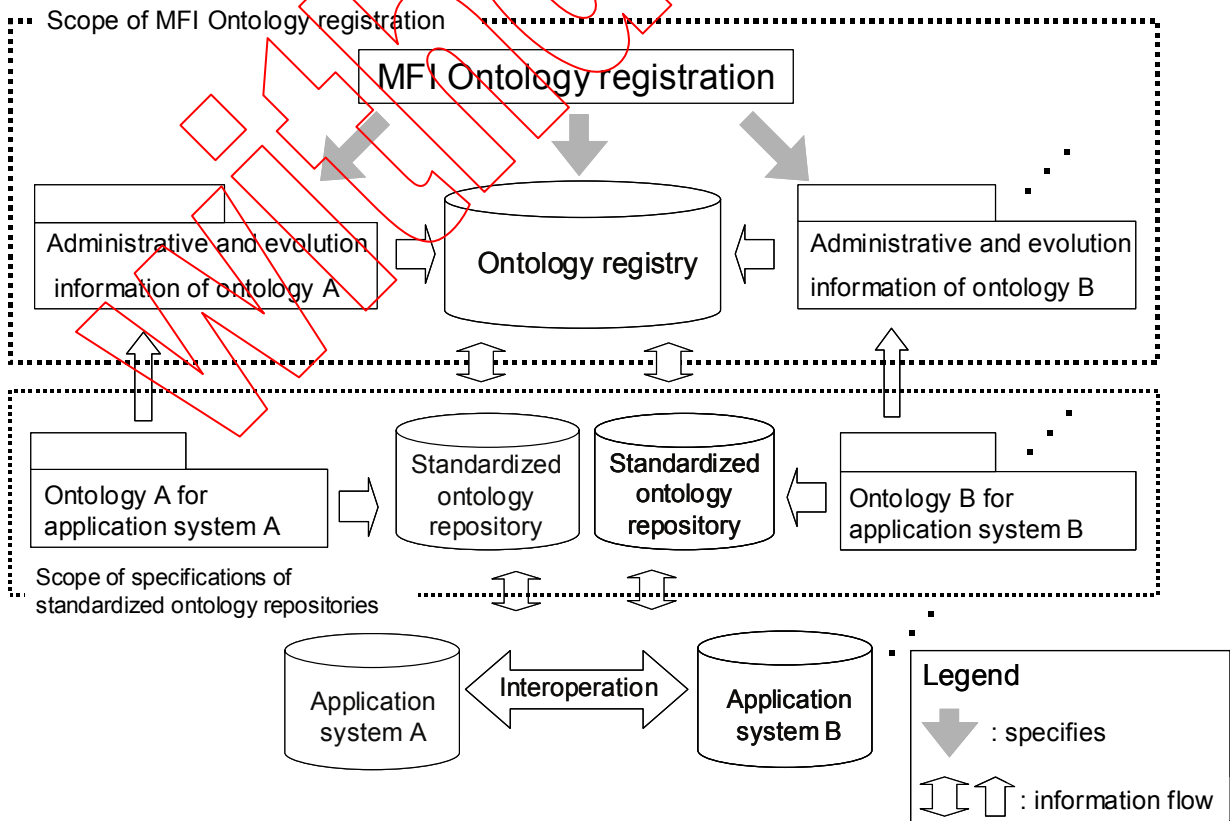 Scope of MFI Ontology registration
MFI Ontology registration
Administrative and evolution
information of ontology A
Ontology registry
Administrative and evolution
information of ontology B
Ontology A for
application system A
Standardized
ontology
repository
Standardized
ontology
repository
Ontology B for
application system B
Scope of specifications of
standardized ontology repositories
Application
system A
Interoperation
Application
system B
Legend
: specifies
: information flow